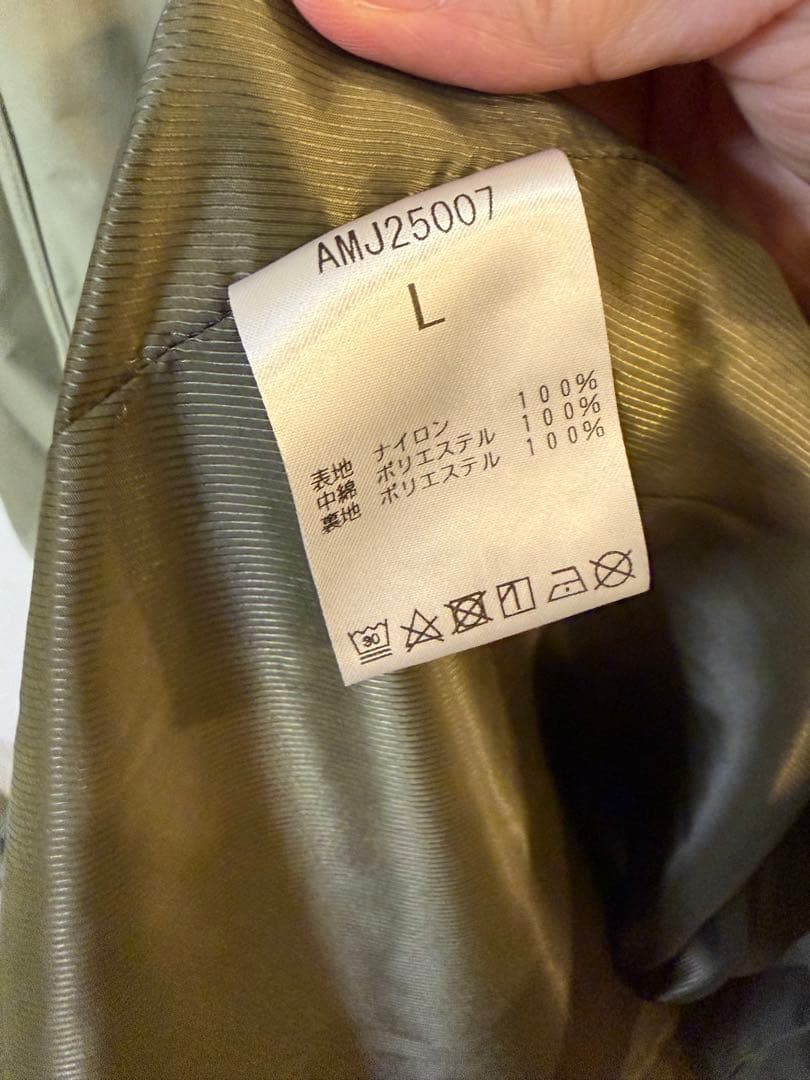 AMJ25007
L
表地 ナイロン 100%
中綿 ポリエステル 100%
裏地 ポリエステル 100%
30